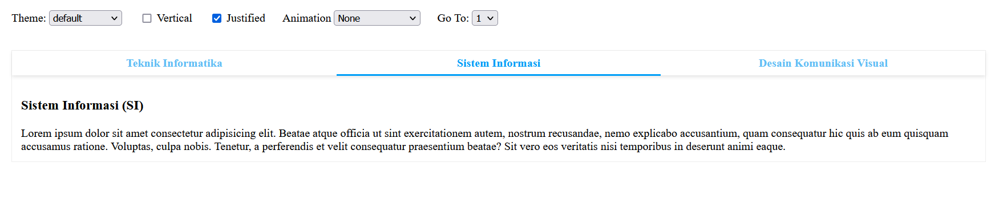 Theme: default Vertical Justified Animation None Go To: 1
Teknik Informatika Sistem Informasi Desain Komunikasi Visual
Sistem Informasi (SI)
Lorem ipsum dolor sit amet consectetur adipisicing elit. Beatae atque officia ut sint exercitationem autem, nostrum recusandae, nemo explicabo accusantium, quam consequatur hic quis ab eum quisquam
accusamus ratione. Voluptas, culpa nobis. Tenetur, a perferendis et velit consequatur praesentium beatae? Sit vero eos veritatis nisi temporibus in deserunt animi eaque.